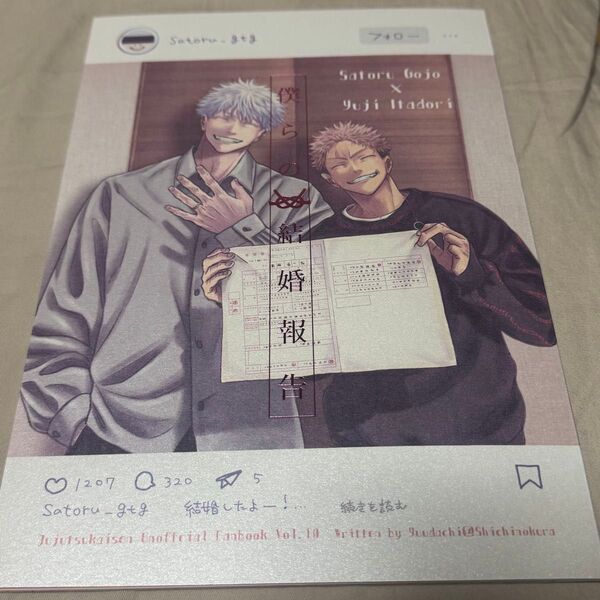 Satoru_gtg
フォロー ...
Satoru Gojo
×
Yuji Itadori
僕らの結婚報告
1207 320 5
Satoru_gtg 結婚したよー!... 続きを読む
Jujutsukaisen Unofficial Fanbook Vol.10 Written by Yuudachi@Shichinokura